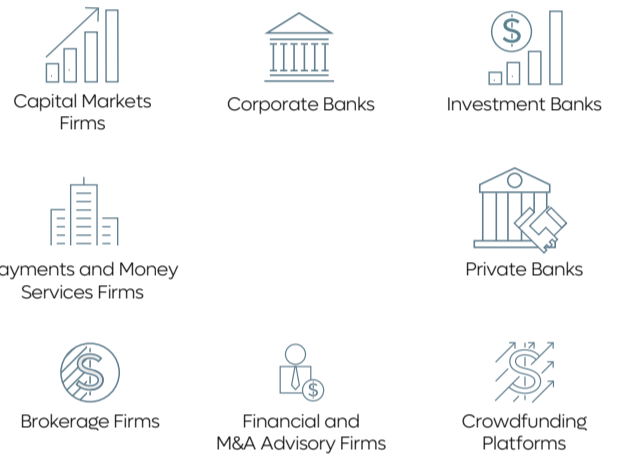 Capital Markets
Firms
Corporate Banks
Investment Banks
ayments and Money
Services Firms
Private Banks
Brokerage Firms
Financial and
M&A Advisory Firms
Crowdfunding
Platforms